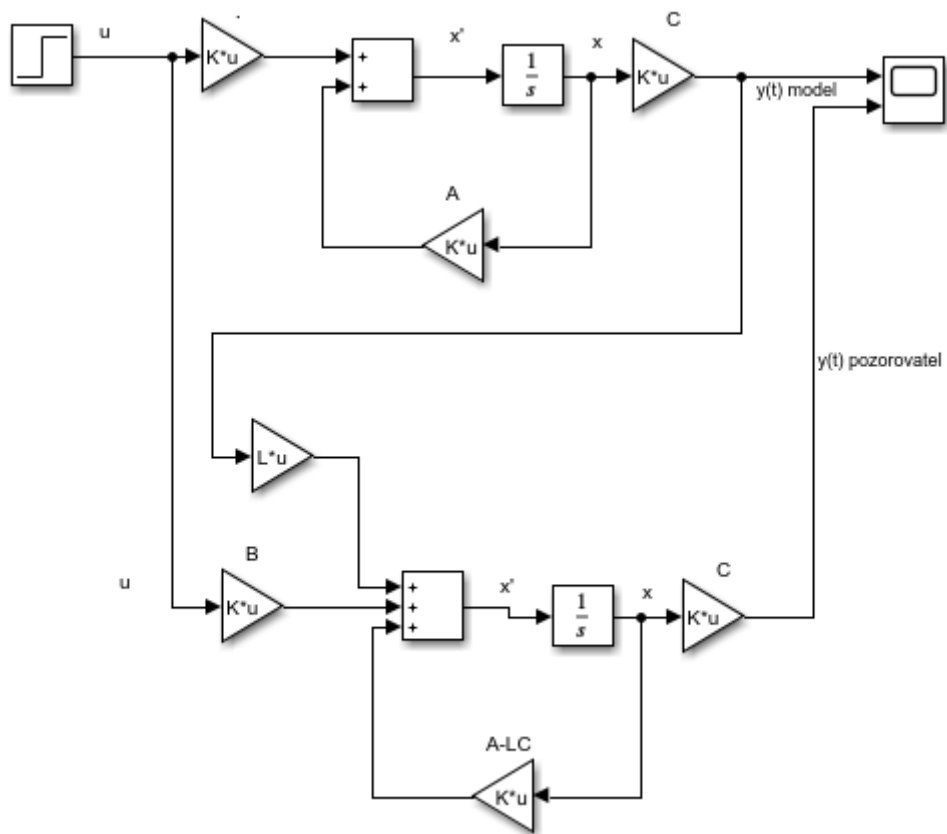 u
K*u
+
+
x'
1
s
x
C
K*u
y(t) model
A
K*u
y(t) pozorovatel
L*u
B
u
K*u
+
+
+
x'
1
s
x
C
K*u
A-LC
K*u